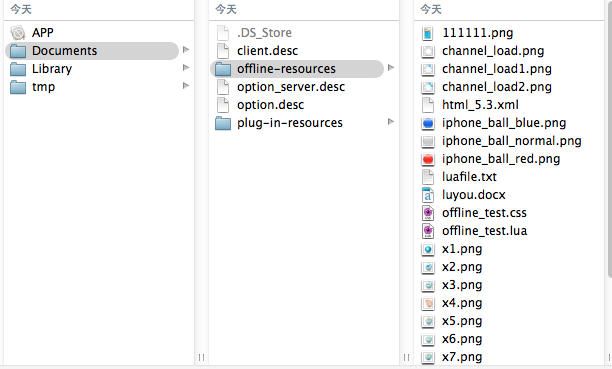 今天
APP
Documents
Library
tmp
今天
.DS_Store
client.desc
offline-resources
option_server.desc
option.desc
plug-in-resources
今天
111111.png
channel_load.png
channel_load1.png
channel_load2.png
html_5.3.xml
iphone_ball_blue.png
iphone_ball_normal.png
iphone_ball_red.png
luafile.txt
luyou.docx
offline_test.css
offline_test.lua
x1.png
x2.png
x3.png
x4.png
x5.png
x6.png
x7.png